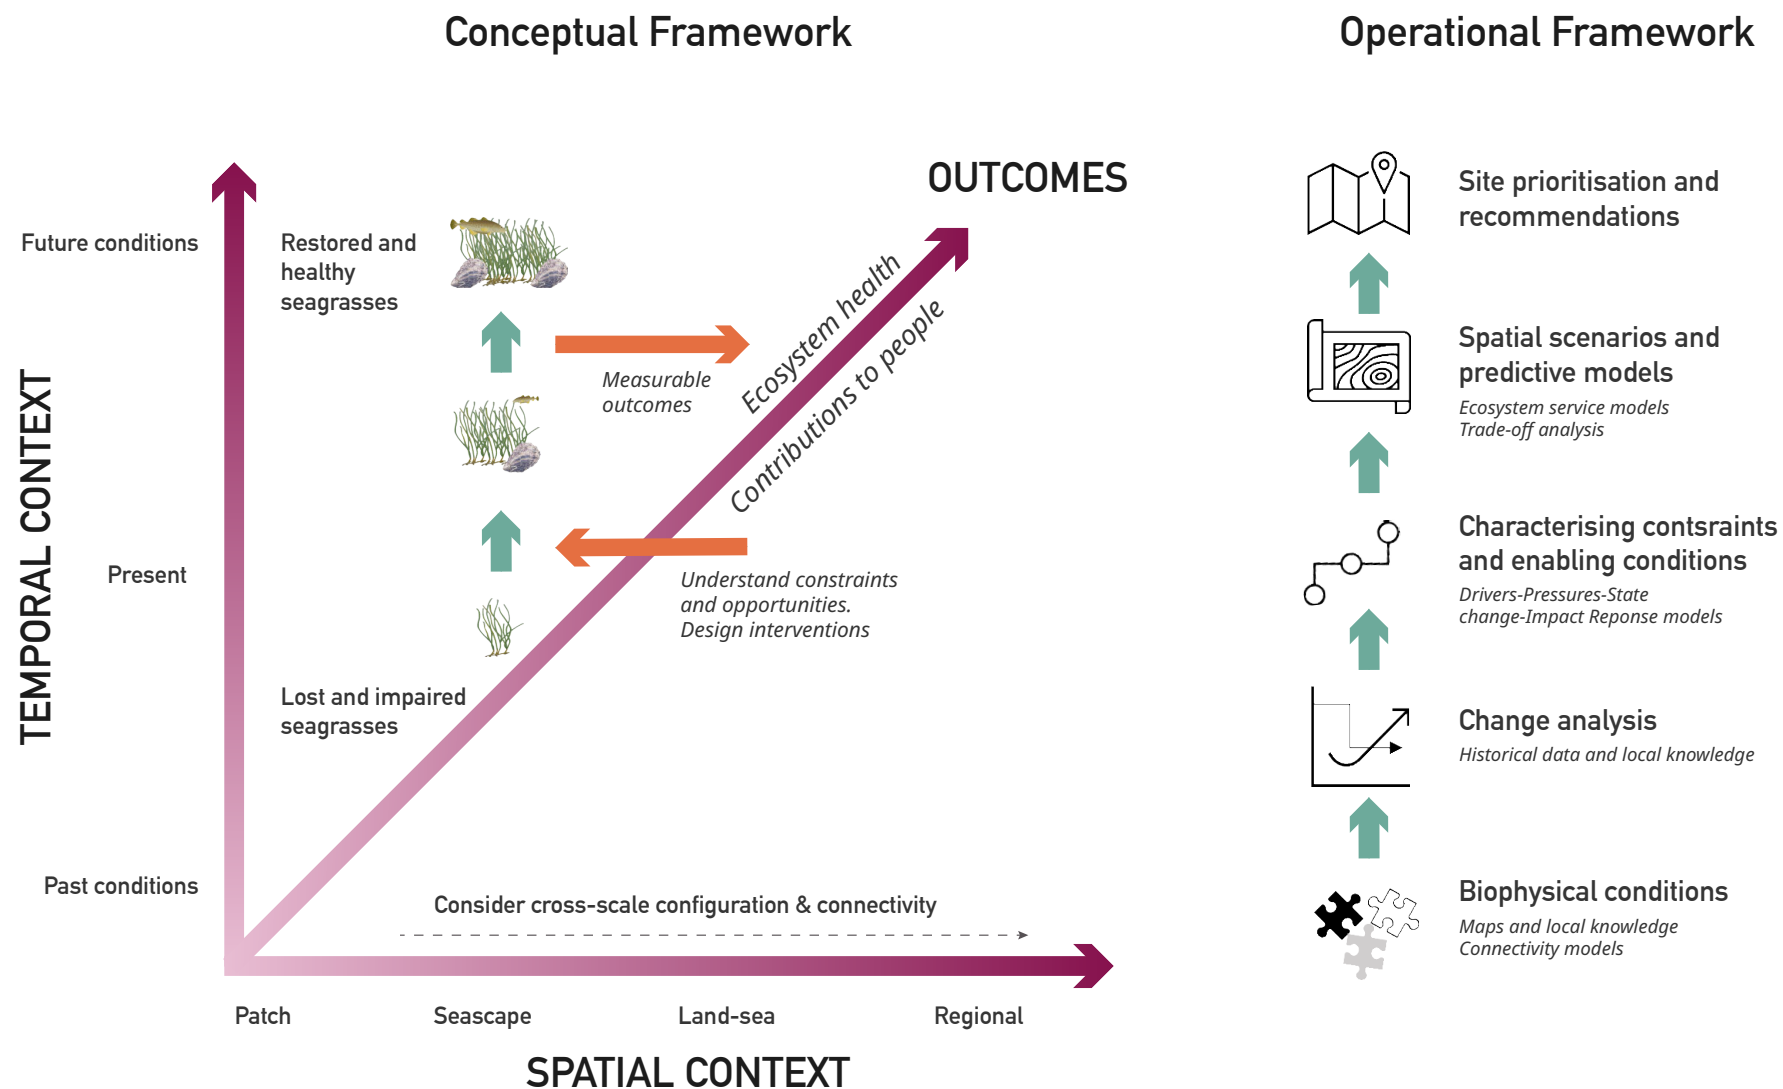 Conceptual Framework
Operational Framework
OUTCOMES
TEMPORAL CONTEXT
Future conditions
Present
Past conditions
Restored and
healthy
seagrasses
Measurable
outcomes
Ecosystem health
Contributions to people
Understand constraints
and opportunities.
Design interventions
Lost and impaired
seagrasses
Consider cross-scale configuration & connectivity
Patch
Seascape
Land-sea
Regional
SPATIAL CONTEXT
Site prioritisation and
recommendations
Spatial scenarios and
predictive models
Ecosystem service models
Trade-off analysis
Characterising contsraints
and enabling conditions
Drivers-Pressures-State
change-Impact Reponse models
Change analysis
Historical data and local knowledge
Biophysical conditions
Maps and local knowledge
Connectivity models